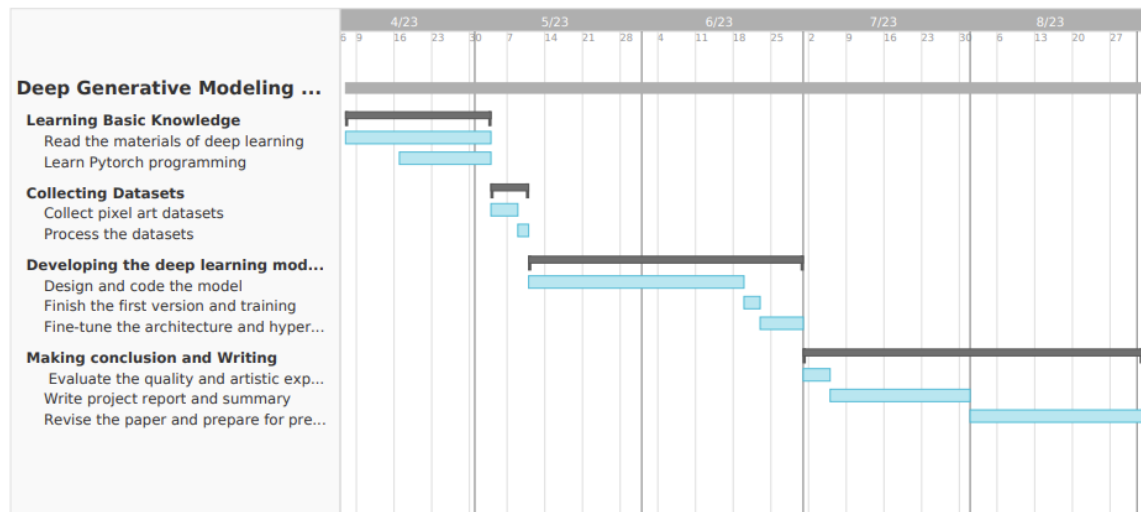 4/23 5/23 6/23 7/23 8/23
6 9 16 23 30 7 14 21 28 4 11 18 25 2 9 16 23 30 6 13 20 27
Deep Generative Modeling ...
Learning Basic Knowledge
Read the materials of deep learning
Learn Pytorch programming
Collecting Datasets
Collect pixel art datasets
Process the datasets
Developing the deep learning mod...
Design and code the model
Finish the first version and training
Fine-tune the architecture and hyper...
Making conclusion and Writing
Evaluate the quality and artistic exp...
Write project report and summary
Revise the paper and prepare for pre...